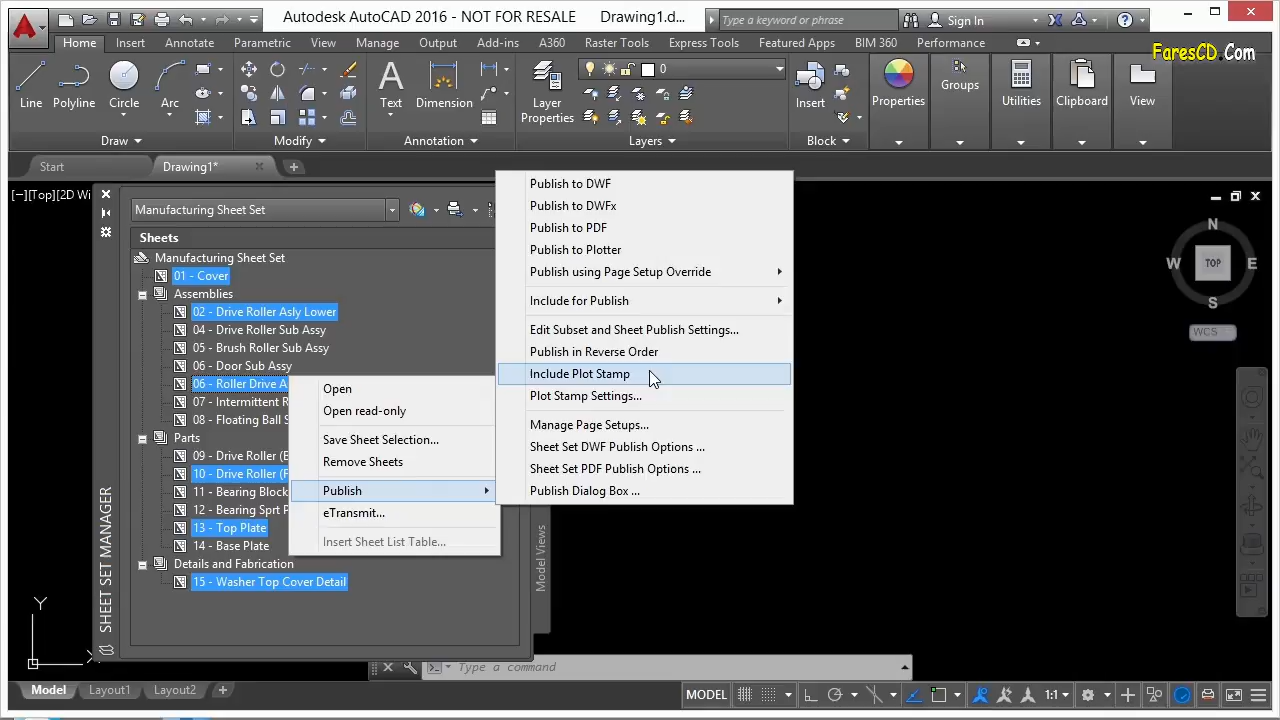 Autodesk AutoCAD 2016 - NOT FOR RESALE Drawing1.d...
Type a keyword or phrase
Sign In
Home Insert Annotate Parametric View Manage Output Add-ins A360 Raster Tools Express Tools Featured Apps BIM 360 Performance
FaresCD.Com
Line Polyline Circle Arc
Text Dimension
Layer Properties
0
Insert
Properties Groups Utilities Clipboard View
Draw Modify Annotation Layers Block
Start Drawing1*
[−][Top][2D Wi
Manufacturing Sheet Set
Sheets
Manufacturing Sheet Set
01 - Cover
Assemblies
02 - Drive Roller Asly Lower
04 - Drive Roller Sub Assy
05 - Brush Roller Sub Assy
06 - Door Sub Assy
06 - Roller Drive A
07 - Intermittent R
08 - Floating Ball S
Parts
09 - Drive Roller (E
10 - Drive Roller (F
11 - Bearing Block
12 - Bearing Sprt P
13 - Top Plate
14 - Base Plate
Details and Fabrication
15 - Washer Top Cover Detail
SHEET SET MANAGER
Model Views
Open
Open read-only
Save Sheet Selection...
Remove Sheets
Publish
eTransmit...
Insert Sheet List Table...
Publish to DWF
Publish to DWFx
Publish to PDF
Publish to Plotter
Publish using Page Setup Override
Include for Publish
Edit Subset and Sheet Publish Settings...
Publish in Reverse Order
Include Plot Stamp
Plot Stamp Settings...
Manage Page Setups...
Sheet Set DWF Publish Options ...
Sheet Set PDF Publish Options ...
Publish Dialog Box ...
N
W TOP E
S
WCS
Y
X
Type a command
Model Layout1 Layout2
MODEL
1:1